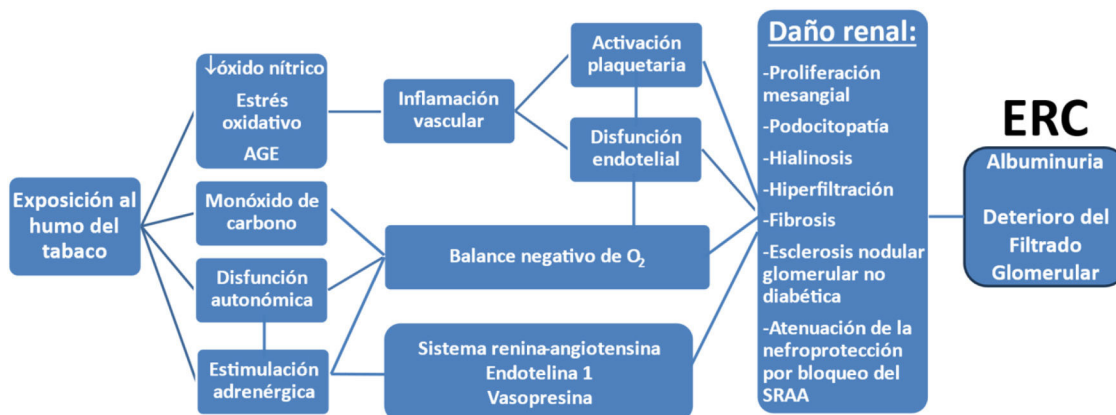 Exposición al
humo del
tabaco
↓óxido nítrico
Estrés
oxidativo
AGE
Monóxido de
carbono
Disfunción
autonómica
Estimulación
adrenérgica
Inflamación
vascular
Activación
plaquetaria
Disfunción
endotelial
Balance negativo de O₂
Sistema renina-angiotensina
Endotelina 1
Vasopresina
Daño renal:
-Proliferación
mesangial
-Podocitopatía
-Hialinosis
-Hiperfiltración
-Fibrosis
-Esclerosis nodular
glomerular no
diabética
-Atenuación de la
nefroprotección
por bloqueo del
SRAA
ERC
Albuminuria
Deterioro del
Filtrado
Glomerular